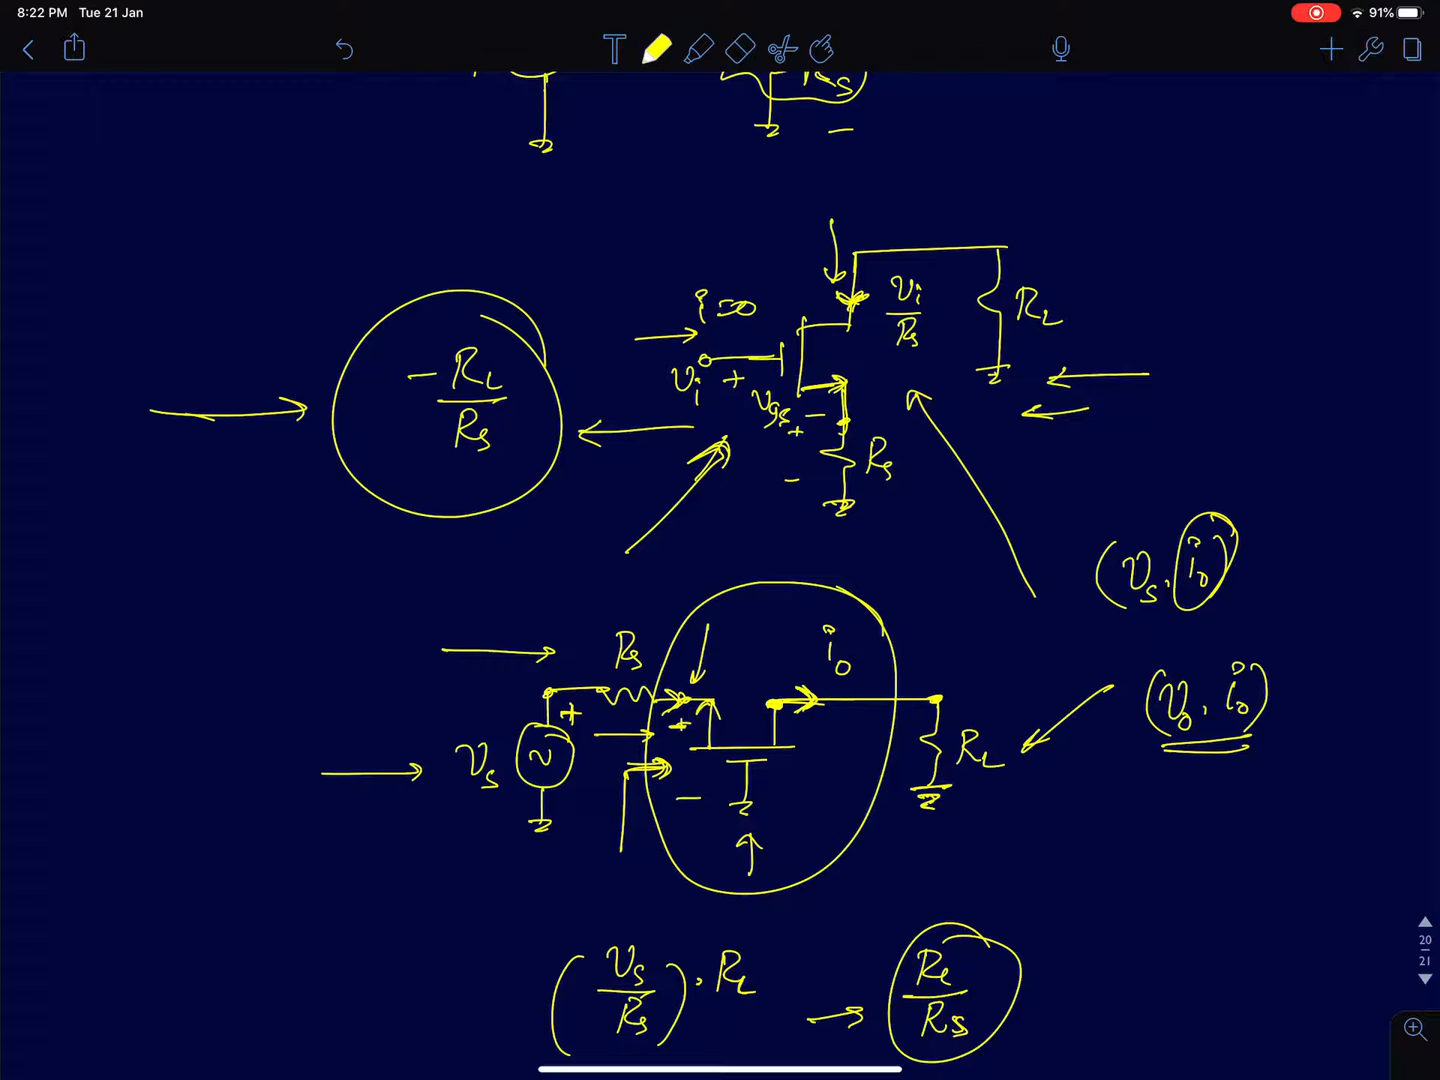 8:22 PM Tue 21 Jan
91%
T
Rs
−
i = 0
vi
Rs
RL
− RL
Rs
vi + vgs −
+
−
Rs
(vs, io)
Rs
io
(vo, io)
+
+
vs
RL
−
20
21
(vs
Rs) . RL → RL
Rs